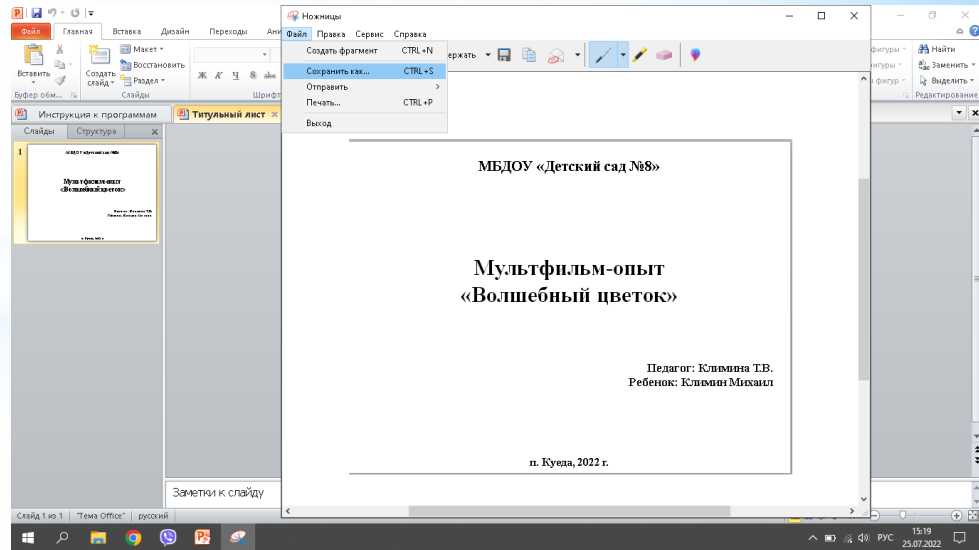 Ножницы
Файл Правка Сервис Справка
Создать фрагмент CTRL+N
Сохранить как... CTRL+S
Отправить
Печать... CTRL+P
Выход
Файл Главная Вставка Дизайн Переходы
Вставить
Создать слайд
Макет
Восстановить
Раздел
Буфер обм... Слайды Шрифт
Ж К Ч S abc
Найти
Заменить
Выделить
Редактирование
Инструкция к программам
Титульный лист
Слайды Структура
1
МБДОУ «Детский сад №8»
Мультфильм-опыт
«Волшебный цветок»
Педагог: Климина Т.В.
Ребенок: Климин Михаил
п. Куеда, 2022 г.
Заметки к слайду
Слайд 1 из 1 "Тема Office" русский
РУС
15:19
25.07.2022